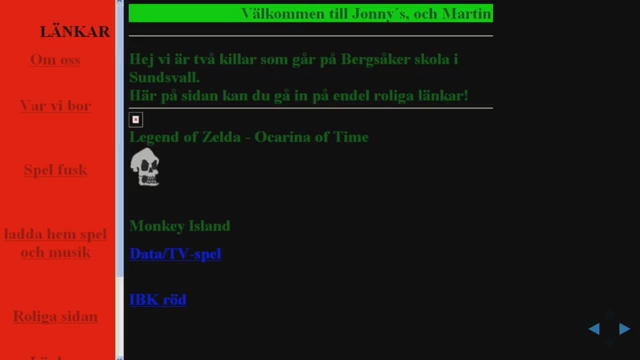 LÄNKAR
Om oss
Var vi bor
Spel fusk
ladda hem spel
och musik
Roliga sidan
Välkommen till Jonny´s, och Martin
Hej vi är två killar som går på Bergsåker skola i
Sundsvall.
Här på sidan kan du gå in på endel roliga länkar!
Legend of Zelda - Ocarina of Time
Monkey Island
Data/TV-spel
IBK röd